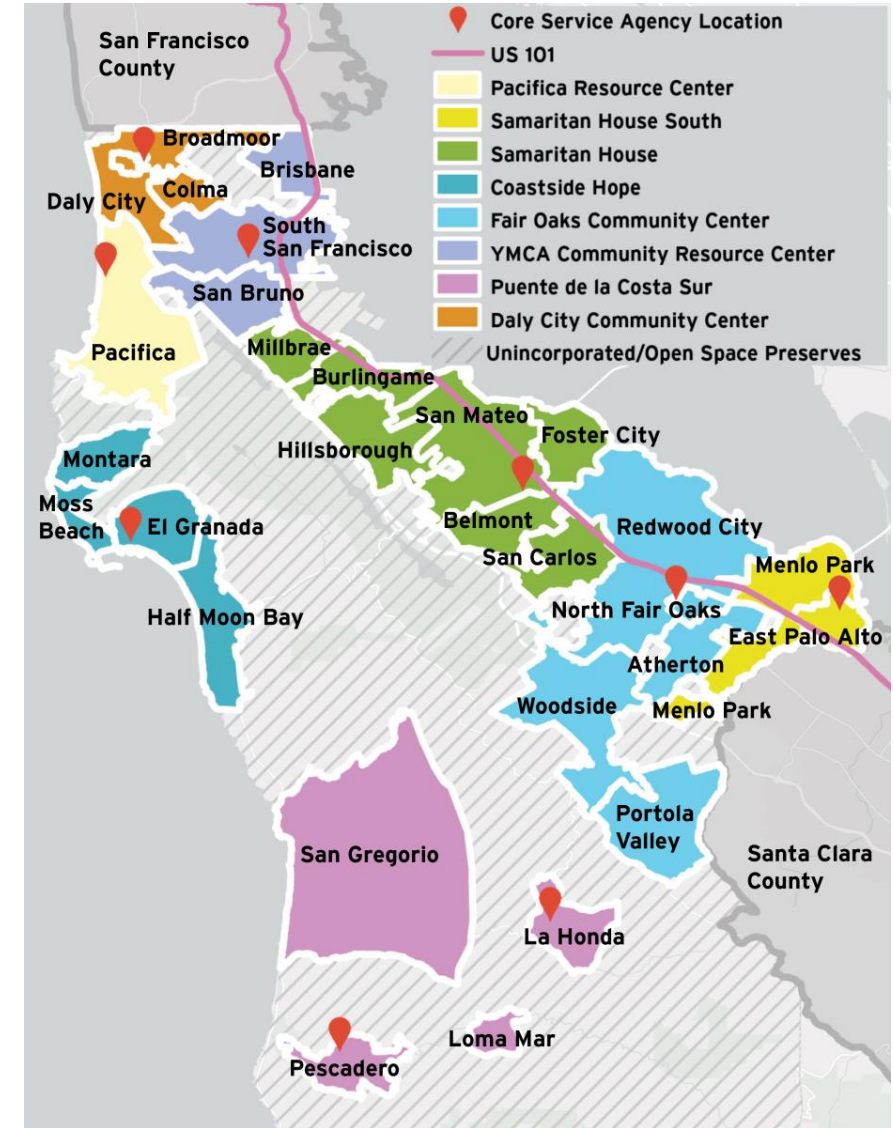 San Francisco
County
Core Service Agency Location
US 101
Pacifica Resource Center
Samaritan House South
Samaritan House
Coastside Hope
Fair Oaks Community Center
YMCA Community Resource Center
Puente de la Costa Sur
Daly City Community Center
Unincorporated/Open Space Preserves
Broadmoor
Brisbane
Colma
Daly City
South
San Francisco
San Bruno
Pacifica
Millbrae
Burlingame
San Mateo
Foster City
Hillsborough
Montara
Moss
Beach
El Granada
Belmont
Redwood City
San Carlos
Menlo Park
Half Moon Bay
North Fair Oaks
East Palo Alto
Atherton
Woodside
Menlo Park
Portola
Valley
San Gregorio
Santa Clara
County
La Honda
Loma Mar
Pescadero